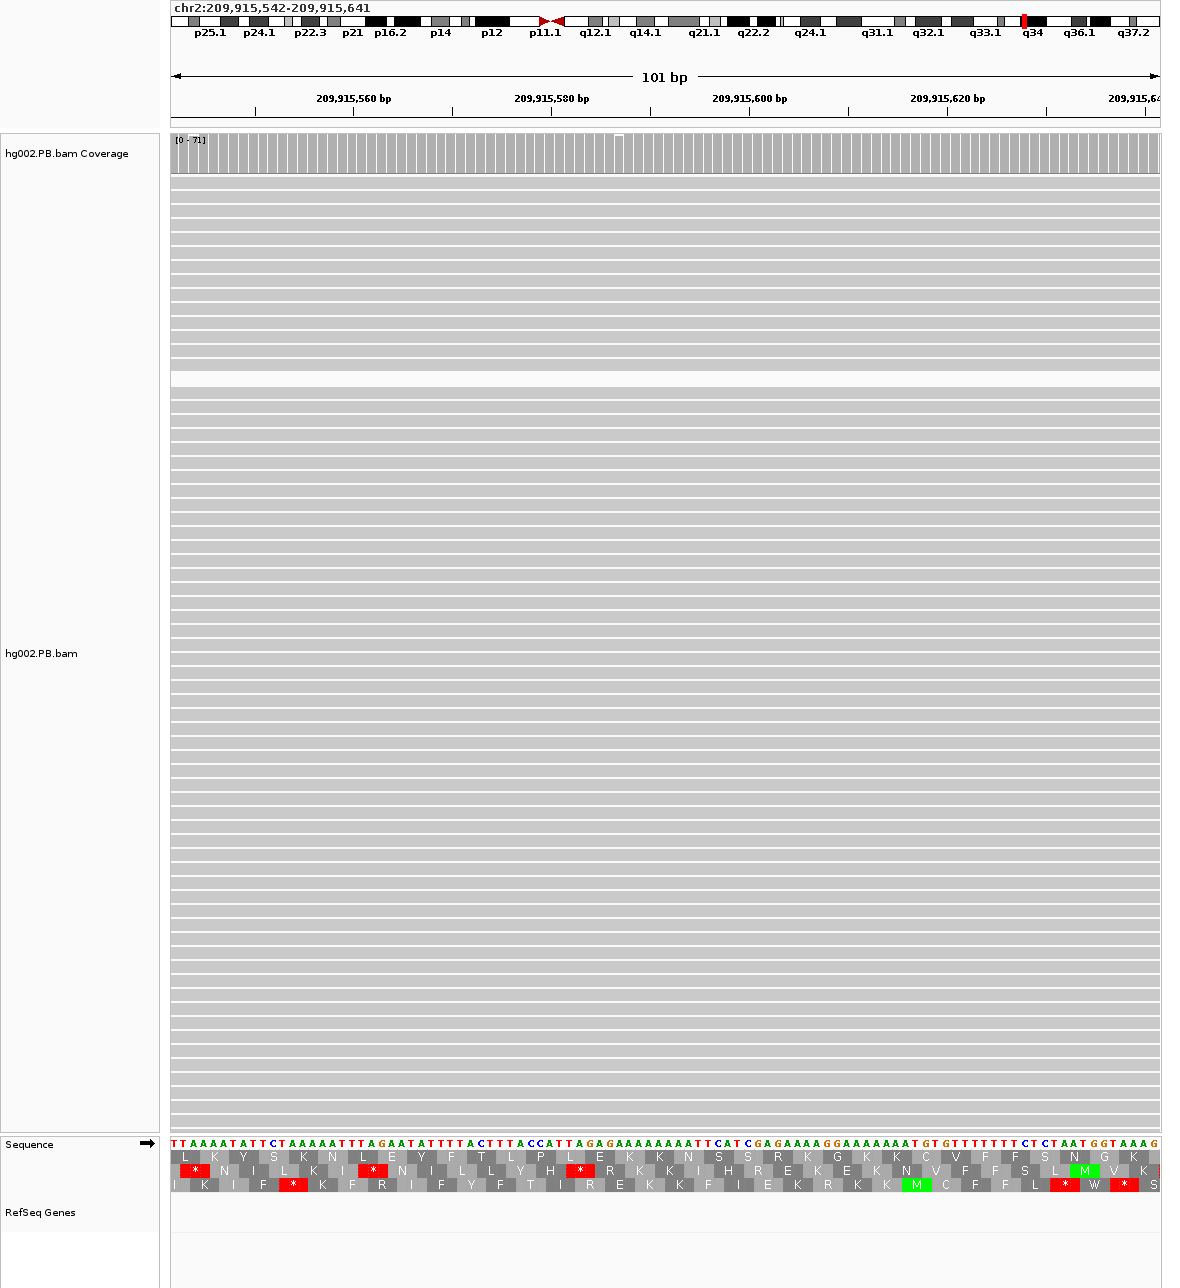 chr2:209,915,542-209,915,641
p25.1 p24.1 p22.3 p21 p16.2 p14 p12 p11.1 q12.1 q14.1 q21.1 q22.2 q24.1 q31.1 q32.1 q33.1 q34 q36.1 q37.2
101 bp
209,915,560 bp 209,915,580 bp 209,915,600 bp 209,915,620 bp 209,915,64
hg002.PB.bam Coverage
[0 - 71]
hg002.PB.bam
Sequence
TTAAAATATTCTAAAAATTTAGAATATTTTACTTTACCATTAGAGAAAAAAAATTCATCGAGAAAAGGAAAAAAATGTGTTTTTTTCTCTAATGGTAAAG
L K Y S K N L E Y F T L P L E K K N S S R K G K K C V F F S N G K
* N I L K I * N I L L Y H * R K K I H R E K E K N V F F S L M V K
I K I F * K F R I F Y F T I R E K K F I E K R K K M C F F L * W * S
RefSeq Genes